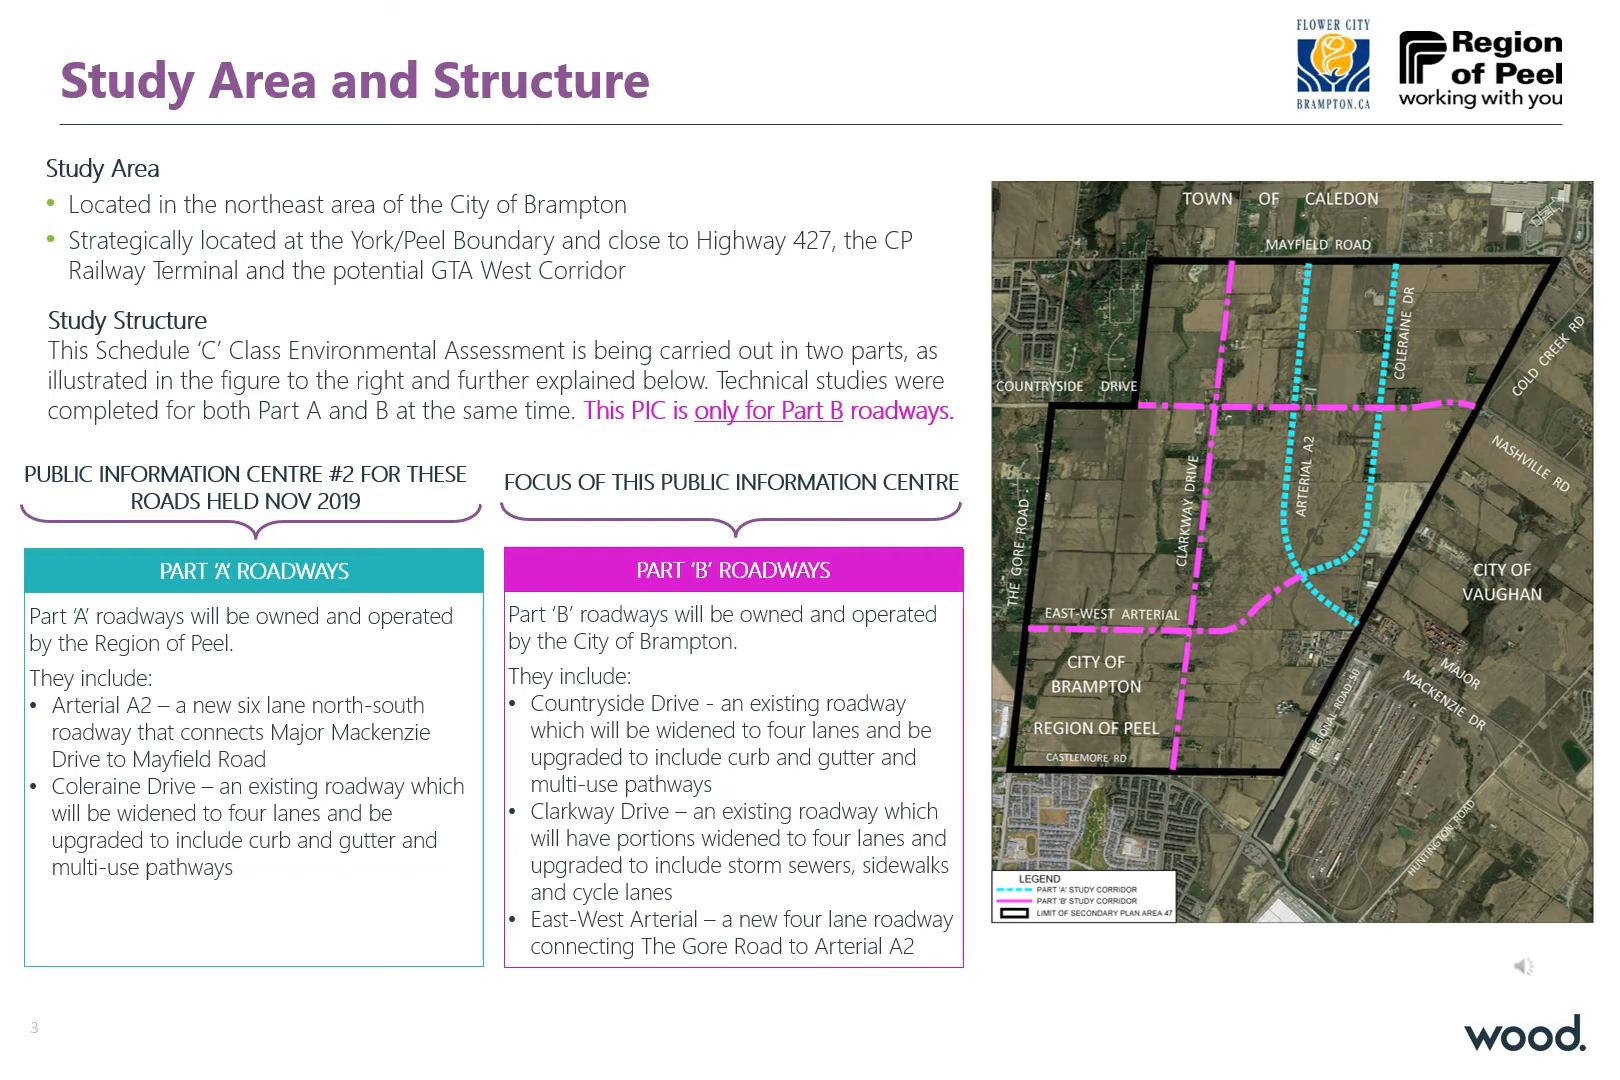 Study Area and Structure
FLOWER CITY
BRAMPTON.CA
Region
of Peel
working with you
Study Area
• Located in the northeast area of the City of Brampton
• Strategically located at the York/Peel Boundary and close to Highway 427, the CP
Railway Terminal and the potential GTA West Corridor
Study Structure
This Schedule ‘C’ Class Environmental Assessment is being carried out in two parts, as
illustrated in the figure to the right and further explained below. Technical studies were
completed for both Part A and B at the same time. This PIC is only for Part B roadways.
PUBLIC INFORMATION CENTRE #2 FOR THESE
ROADS HELD NOV 2019
PART ‘A’ ROADWAYS
Part ‘A’ roadways will be owned and operated
by the Region of Peel.
They include:
• Arterial A2 – a new six lane north-south
roadway that connects Major Mackenzie
Drive to Mayfield Road
• Coleraine Drive – an existing roadway which
will be widened to four lanes and be
upgraded to include curb and gutter and
multi-use pathways
FOCUS OF THIS PUBLIC INFORMATION CENTRE
PART ‘B’ ROADWAYS
Part ‘B’ roadways will be owned and operated
by the City of Brampton.
They include:
• Countryside Drive - an existing roadway
which will be widened to four lanes and be
upgraded to include curb and gutter and
multi-use pathways
• Clarkway Drive – an existing roadway which
will have portions widened to four lanes and
upgraded to include storm sewers, sidewalks
and cycle lanes
• East-West Arterial – a new four lane roadway
connecting The Gore Road to Arterial A2
TOWN OF CALEDON
MAYFIELD ROAD
COLERAINE DR
COLD CREEK RD
COUNTRYSIDE DRIVE
NASHVILLE RD
ARTERIAL A2
CLARKWAY DRIVE
THE GORE ROAD
CITY OF
VAUGHAN
EAST-WEST ARTERIAL
CITY OF
BRAMPTON
REGION OF PEEL
CASTLEMORE RD
MAJOR
MACKENZIE DR
REGIONAL ROAD 50
HUNTINGTON ROAD
LEGEND
PART 'A' STUDY CORRIDOR
PART 'B' STUDY CORRIDOR
LIMIT OF SECONDARY PLAN AREA 47
3
wood.